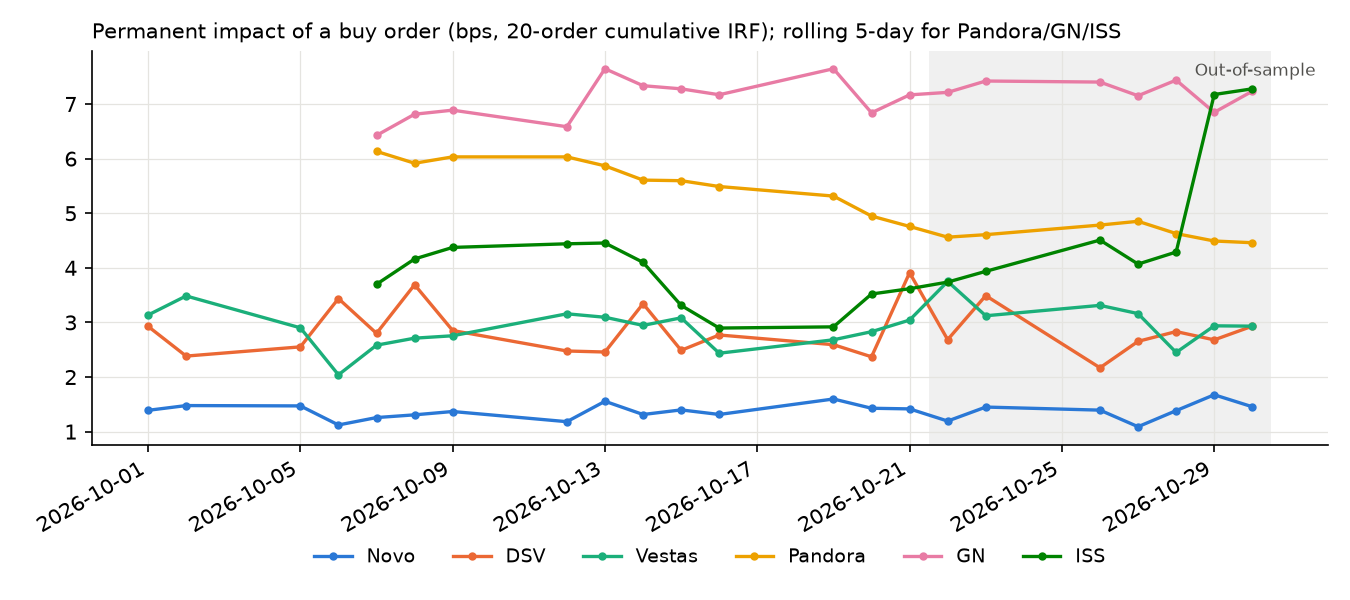 Permanent impact of a buy order (bps, 20-order cumulative IRF); rolling 5-day for Pandora/GN/ISS
Out-of-sample
7
6
5
4
3
2
1
2026-10-01
2026-10-05
2026-10-09
2026-10-13
2026-10-17
2026-10-21
2026-10-25
2026-10-29
Novo
DSV
Vestas
Pandora
GN
ISS